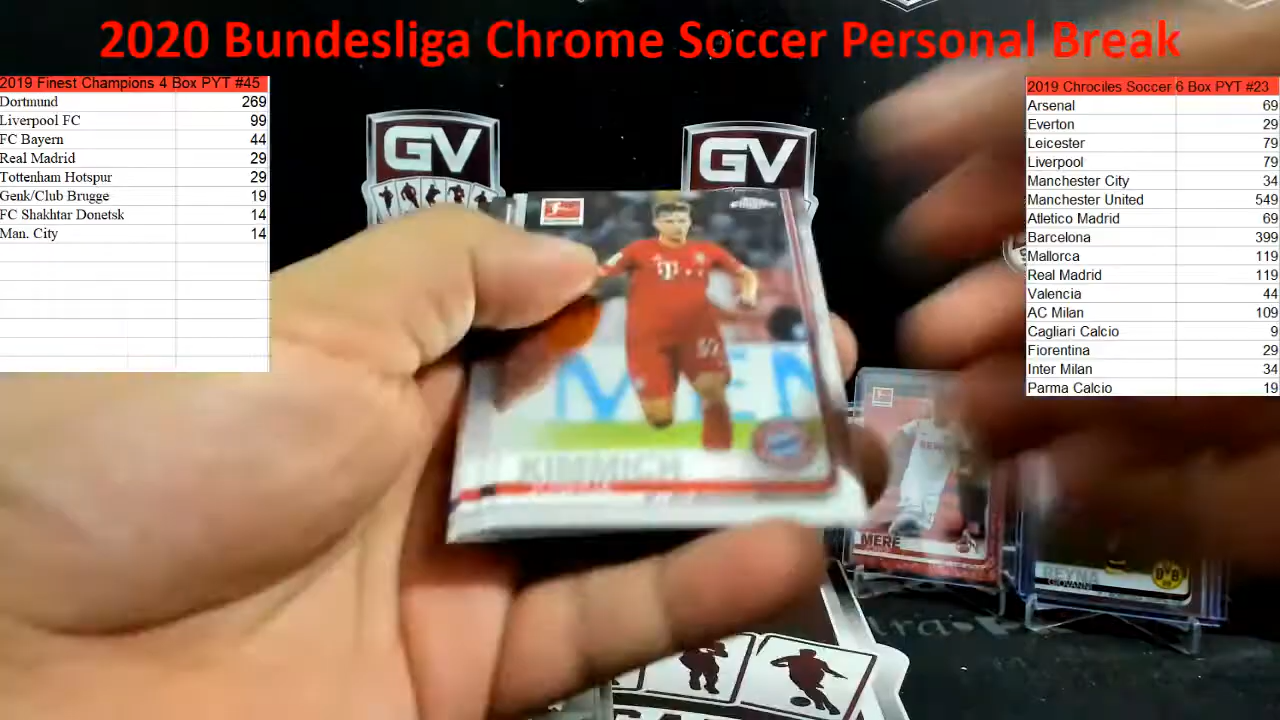 2020 Bundesliga Chrome Soccer Personal Break
2019 Finest Champions 4 Box PYT #45
Dortmund 269
Liverpool FC 99
FC Bayern 44
Real Madrid 29
Tottenham Hotspur 29
Genk/Club Brugge 19
FC Shakhtar Donetsk 14
Man. City 14
2019 Chrociles Soccer 6 Box PYT #23
Arsenal 69
Everton 29
Leicester 79
Liverpool 79
Manchester City 34
Manchester United 549
Atletico Madrid 69
Barcelona 399
Mallorca 119
Real Madrid 119
Valencia 44
AC Milan 109
Cagliari Calcio 9
Fiorentina 29
Inter Milan 34
Parma Calcio 19
GV
GV
KIMMICH
MERE
REYNA
GIOVANNI